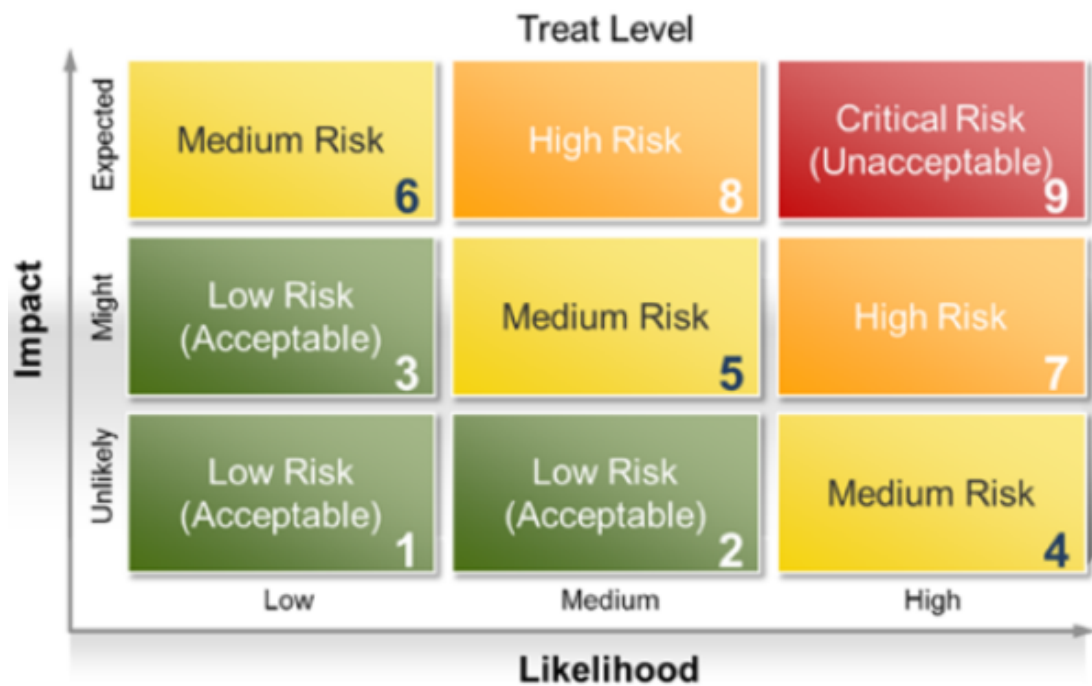 Treat Level
Impact
Expected
Medium Risk
6
High Risk
8
Critical Risk
(Unacceptable)
9
Might
Low Risk
(Acceptable)
3
Medium Risk
5
High Risk
7
Unlikely
Low Risk
(Acceptable)
1
Low Risk
(Acceptable)
2
Medium Risk
4
Low
Medium
High
Likelihood